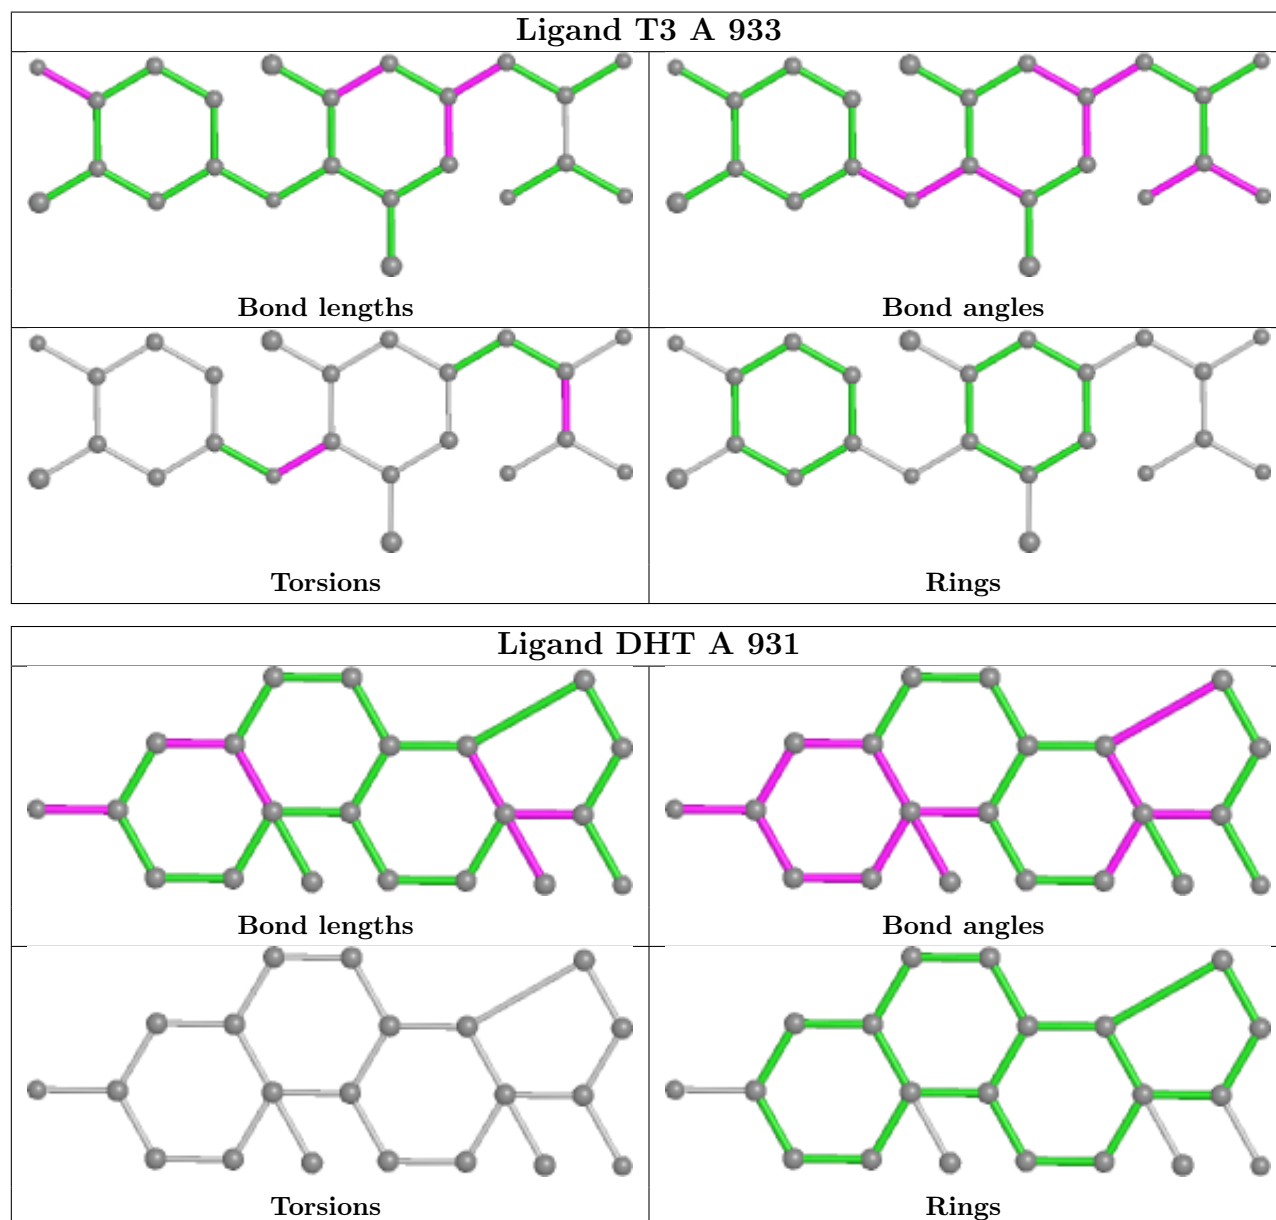 Ligand T3 A 933
Bond lengths
Bond angles
Torsions
Rings
Ligand DHT A 931
Bond lengths
Bond angles
Torsions
Rings